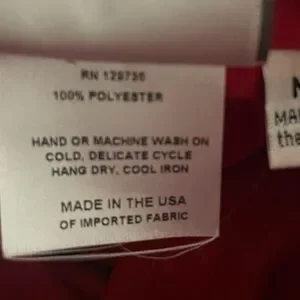 RN 129736
100% POLYESTER
HAND OR MACHINE WASH ON
COLD, DELICATE CYCLE
HANG DRY, COOL IRON
MADE IN THE USA
OF IMPORTED FABRIC
the